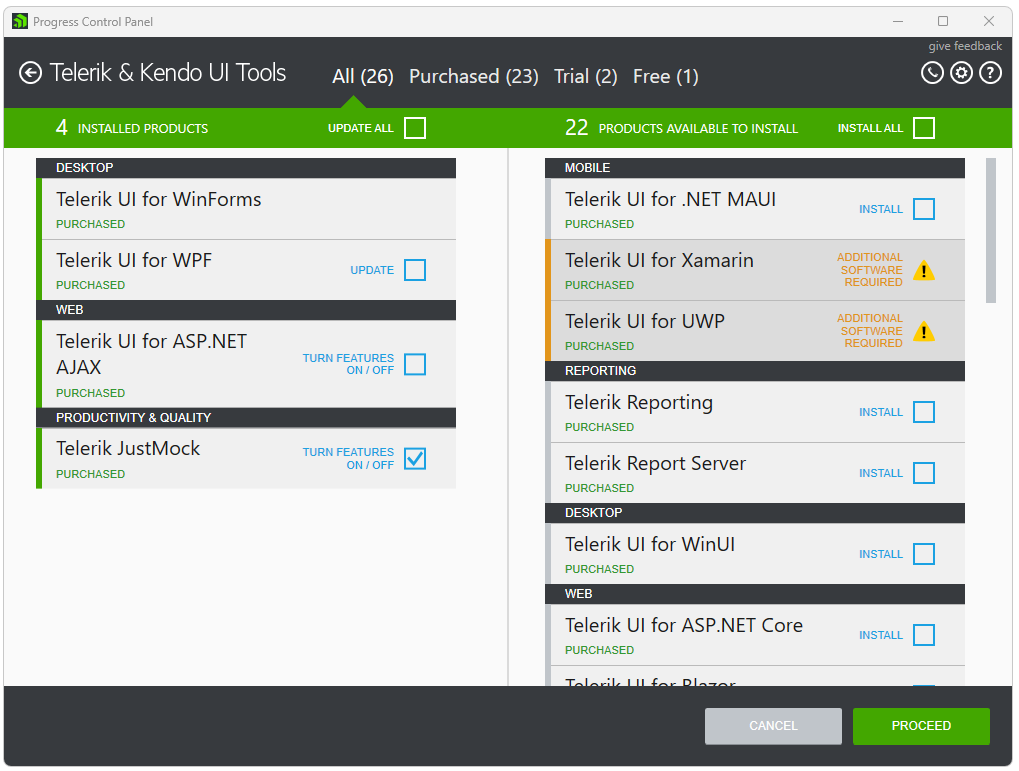 Progress Control Panel
give feedback
Telerik & Kendo UI Tools
All (26) Purchased (23) Trial (2) Free (1)
4 INSTALLED PRODUCTS UPDATE ALL
22 PRODUCTS AVAILABLE TO INSTALL INSTALL ALL
DESKTOP
Telerik UI for WinForms
PURCHASED
Telerik UI for WPF
PURCHASED
UPDATE
WEB
Telerik UI for ASP.NET
AJAX
PURCHASED
TURN FEATURES
ON / OFF
PRODUCTIVITY & QUALITY
Telerik JustMock
PURCHASED
TURN FEATURES
ON / OFF
MOBILE
Telerik UI for .NET MAUI
PURCHASED
INSTALL
Telerik UI for Xamarin
PURCHASED
ADDITIONAL
SOFTWARE
REQUIRED
Telerik UI for UWP
PURCHASED
ADDITIONAL
SOFTWARE
REQUIRED
REPORTING
Telerik Reporting
PURCHASED
INSTALL
Telerik Report Server
PURCHASED
INSTALL
DESKTOP
Telerik UI for WinUI
PURCHASED
INSTALL
WEB
Telerik UI for ASP.NET Core
PURCHASED
INSTALL
Telerik UI for Blazor
CANCEL
PROCEED